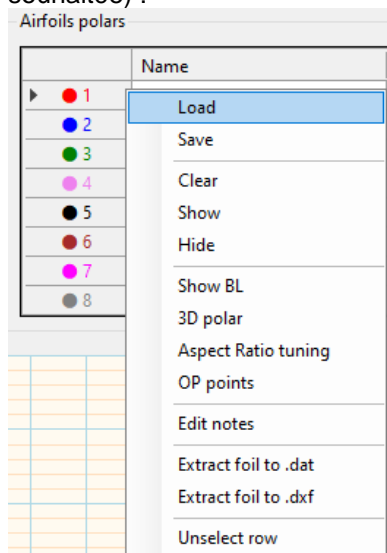 souhaitée) :
Airfoils polars
Name
1
Load
2
Save
3
4
Clear
5
Show
6
Hide
7
Show BL
8
3D polar
Aspect Ratio tuning
OP points
Edit notes
Extract foil to .dat
Extract foil to .dxf
Unselect row